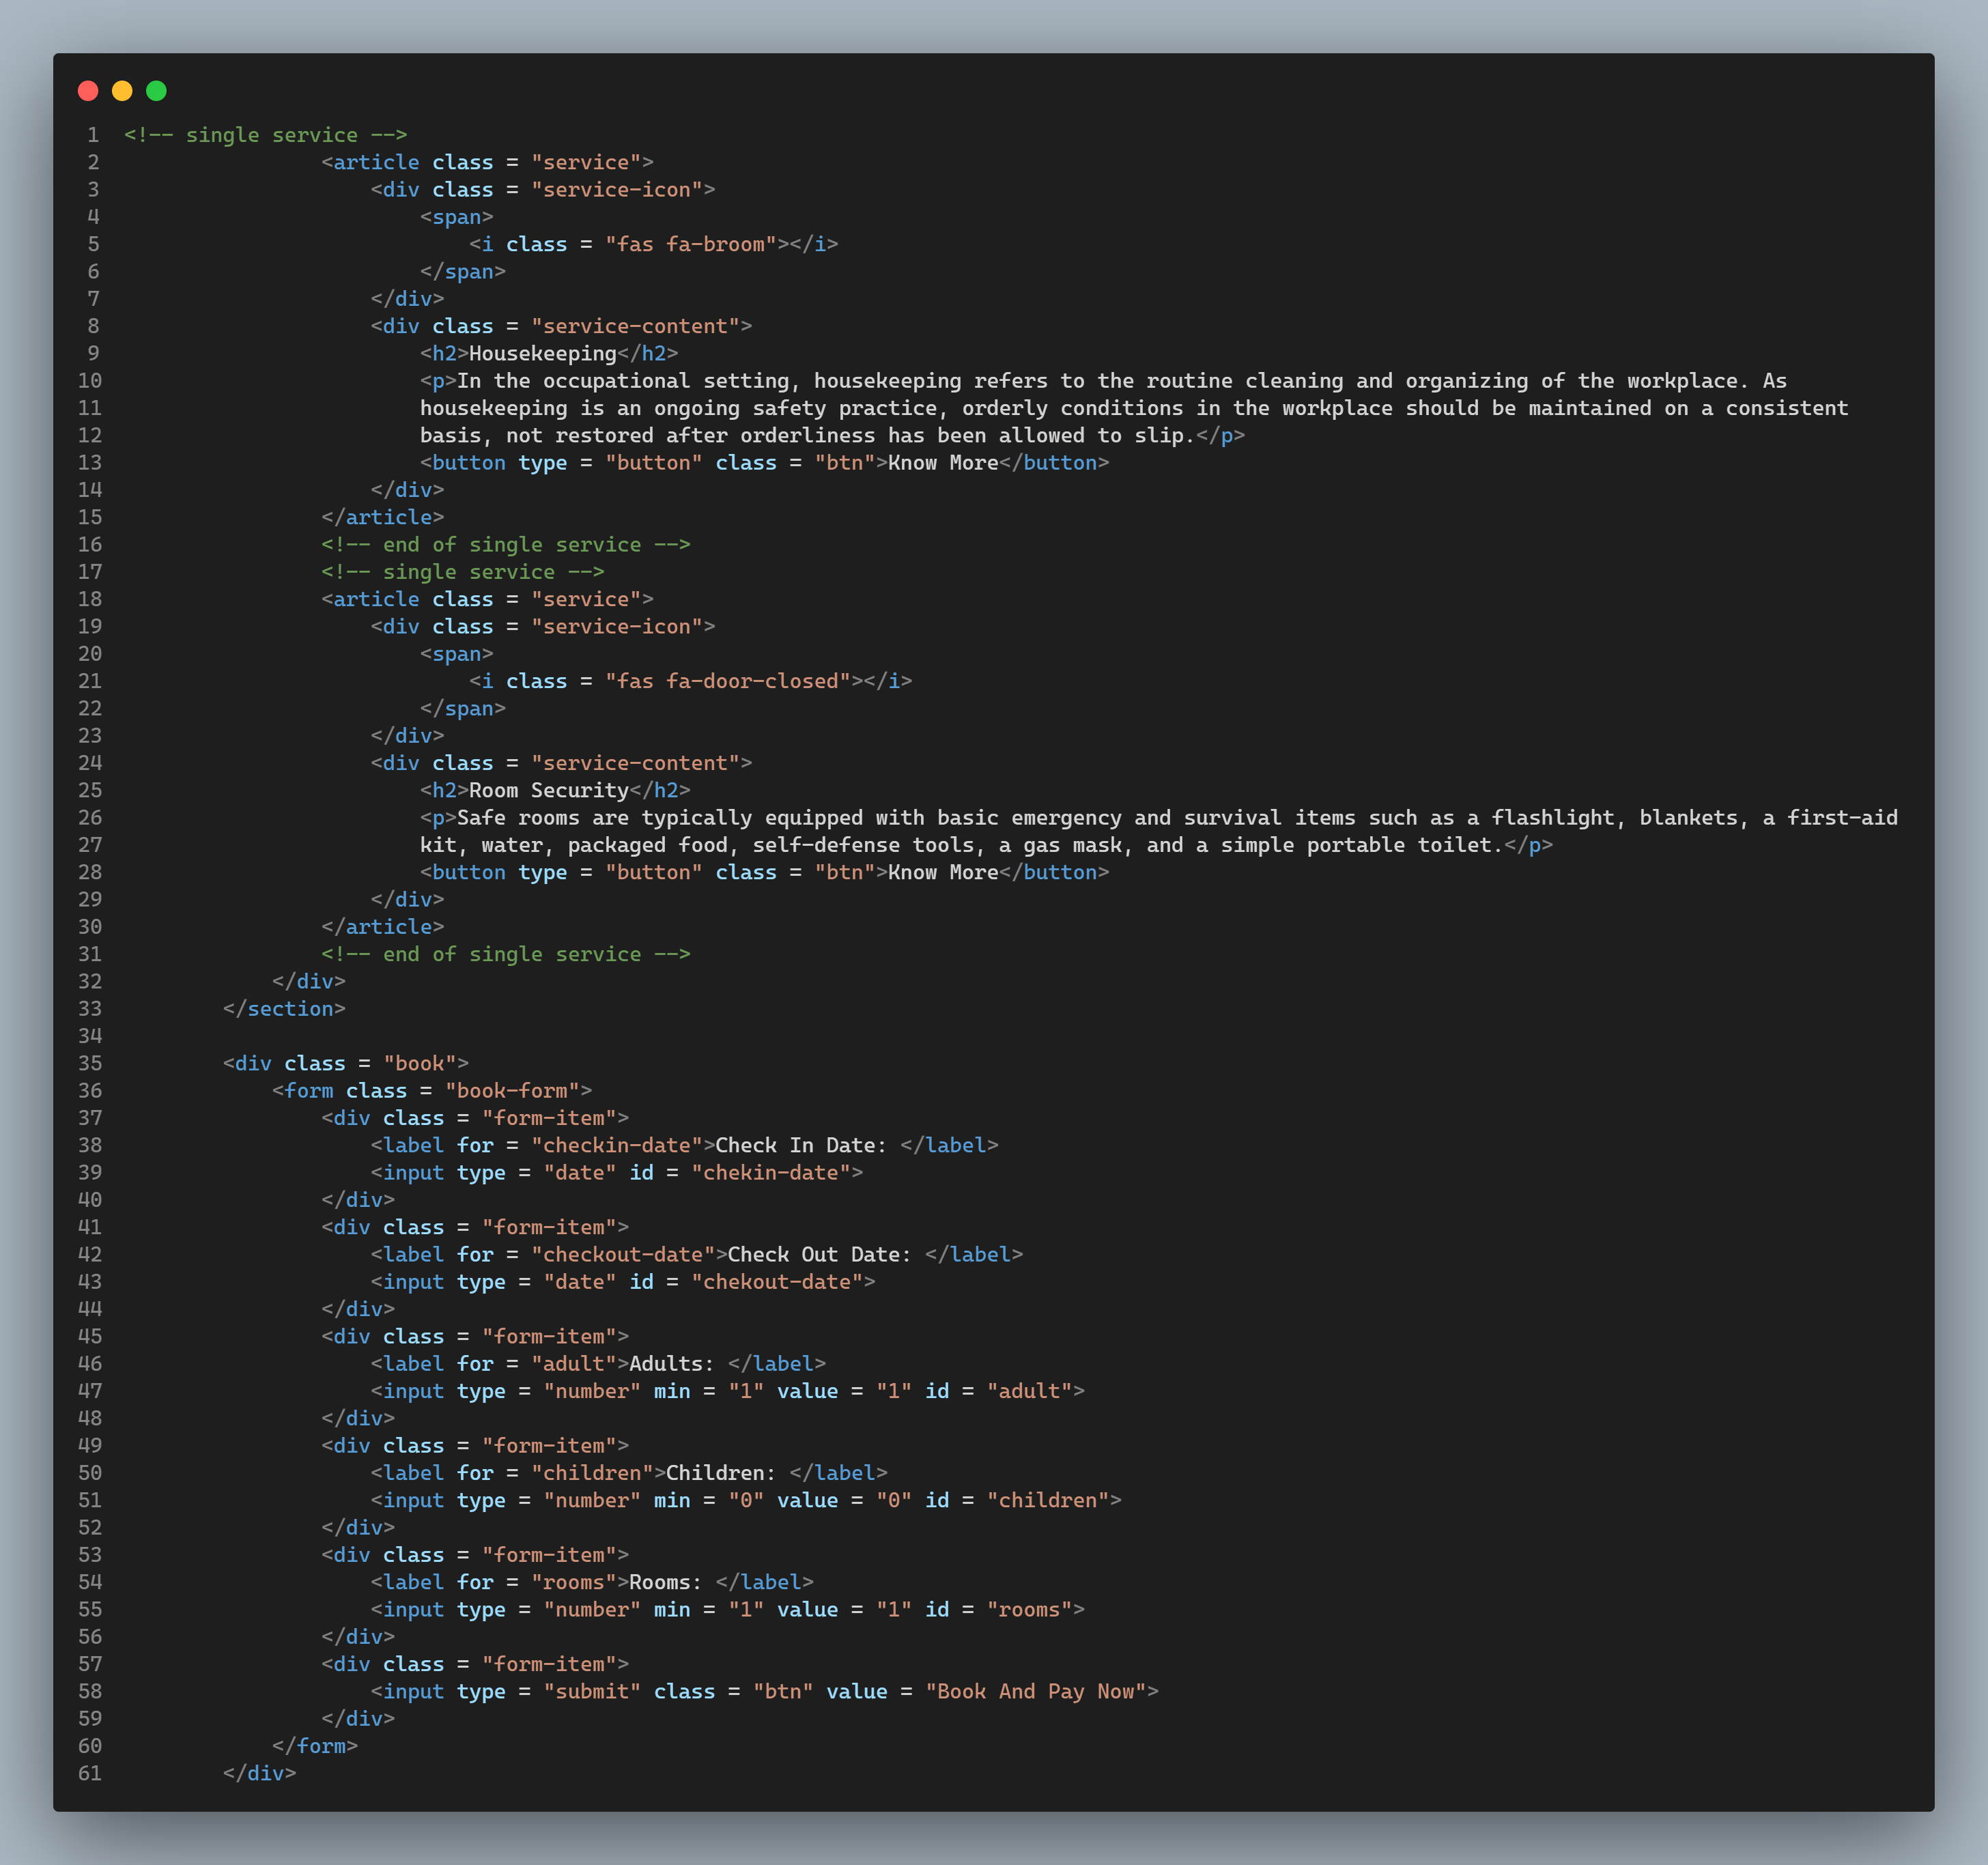 1 <!-- single service -->
2                 <article class = "service">
3                     <div class = "service-icon">
4                         <span>
5                             <i class = "fas fa-broom"></i>
6                         </span>
7                     </div>
8                     <div class = "service-content">
9                         <h2>Housekeeping</h2>
10                         <p>In the occupational setting, housekeeping refers to the routine cleaning and organizing of the workplace. As
11                         housekeeping is an ongoing safety practice, orderly conditions in the workplace should be maintained on a consistent
12                         basis, not restored after orderliness has been allowed to slip.</p>
13                         <button type = "button" class = "btn">Know More</button>
14                     </div>
15                 </article>
16                 <!-- end of single service -->
17                 <!-- single service -->
18                 <article class = "service">
19                     <div class = "service-icon">
20                         <span>
21                             <i class = "fas fa-door-closed"></i>
22                         </span>
23                     </div>
24                     <div class = "service-content">
25                         <h2>Room Security</h2>
26                         <p>Safe rooms are typically equipped with basic emergency and survival items such as a flashlight, blankets, a first-aid
27                         kit, water, packaged food, self-defense tools, a gas mask, and a simple portable toilet.</p>
28                         <button type = "button" class = "btn">Know More</button>
29                     </div>
30                 </article>
31                 <!-- end of single service -->
32             </div>
33         </section>
34
35         <div class = "book">
36             <form class = "book-form">
37                 <div class = "form-item">
38                     <label for = "checkin-date">Check In Date: </label>
39                     <input type = "date" id = "chekin-date">
40                 </div>
41                 <div class = "form-item">
42                     <label for = "checkout-date">Check Out Date: </label>
43                     <input type = "date" id = "chekout-date">
44                 </div>
45                 <div class = "form-item">
46                     <label for = "adult">Adults: </label>
47                     <input type = "number" min = "1" value = "1" id = "adult">
48                 </div>
49                 <div class = "form-item">
50                     <label for = "children">Children: </label>
51                     <input type = "number" min = "0" value = "0" id = "children">
52                 </div>
53                 <div class = "form-item">
54                     <label for = "rooms">Rooms: </label>
55                     <input type = "number" min = "1" value = "1" id = "rooms">
56                 </div>
57                 <div class = "form-item">
58                     <input type = "submit" class = "btn" value = "Book And Pay Now">
59                 </div>
60             </form>
61         </div>